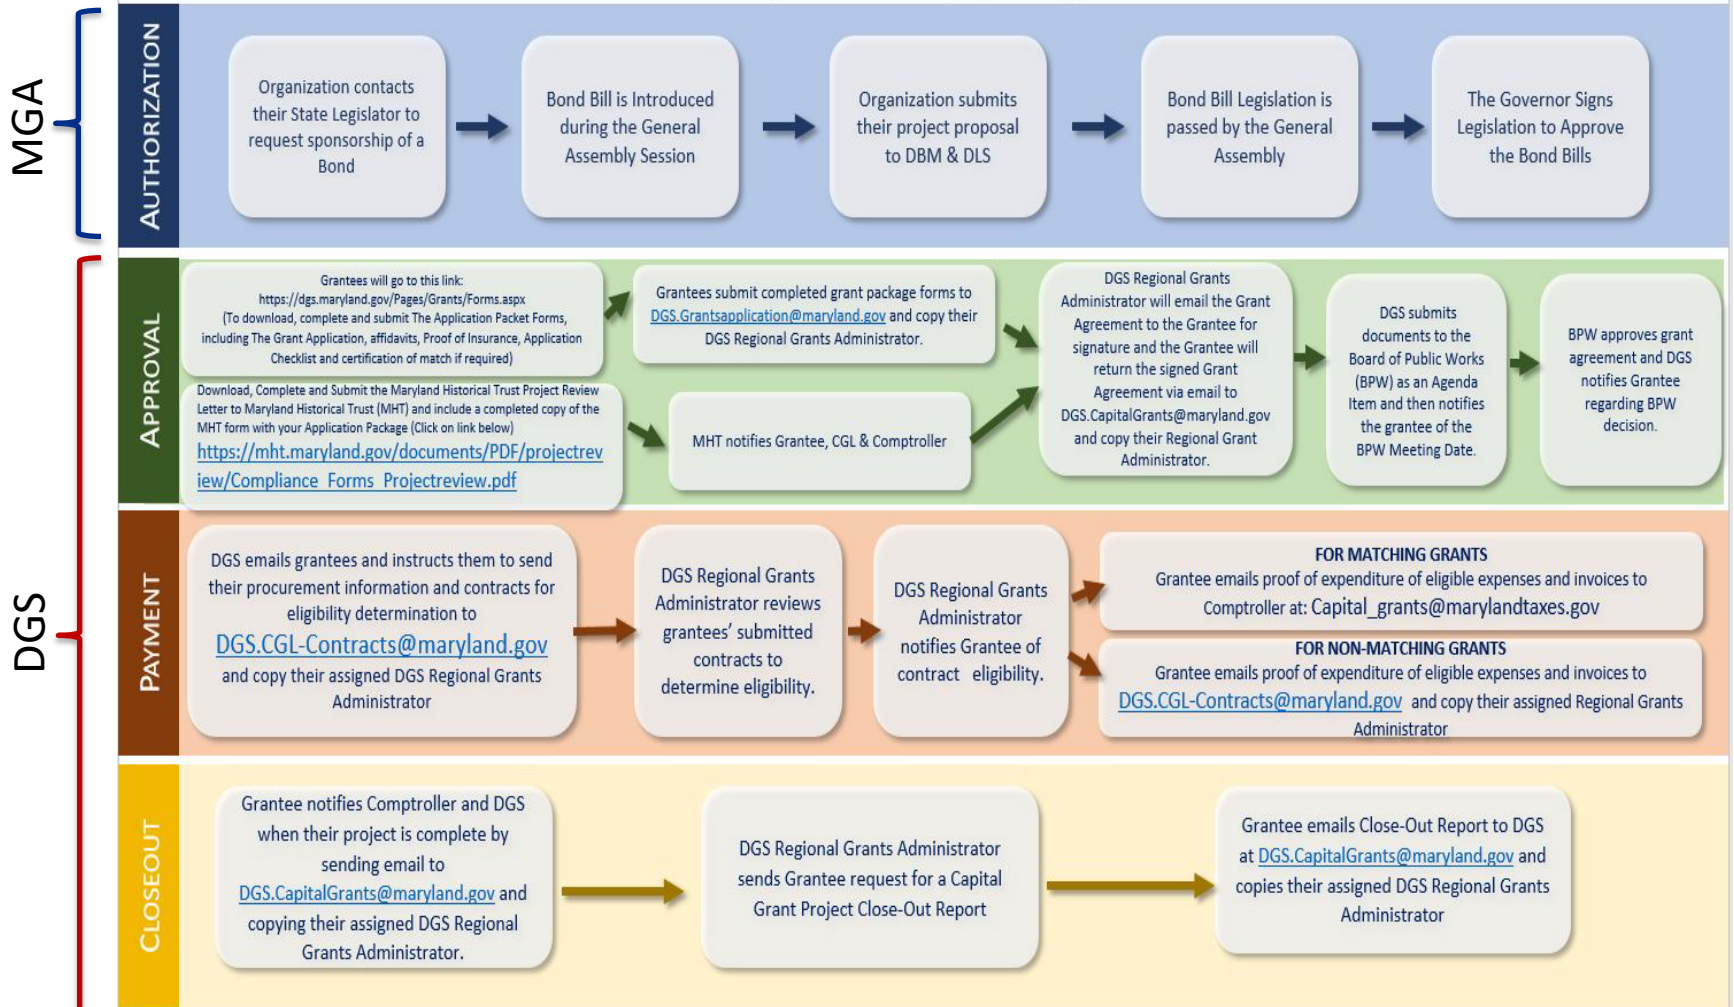 MGA
AUTHORIZATION
Organization contacts
their State Legislator to
request sponsorship of a
Bond
Bond Bill is Introduced
during the General
Assembly Session
Organization submits
their project proposal
to DBM & DLS
Bond Bill Legislation is
passed by the General
Assembly
The Governor Signs
Legislation to Approve
the Bond Bills
DGS
APPROVAL
Grantees will go to this link:
https://dgs.maryland.gov/Pages/Grants/Forms.aspx
(To download, complete and submit The Application Packet Forms,
including The Grant Application, affidavits, Proof of Insurance, Application
Checklist and certification of match if required)
Grantees submit completed grant package forms to
DGS.Grantsapplication@maryland.gov and copy their
DGS Regional Grants Administrator.
Download, Complete and Submit the Maryland Historical Trust Project Review
Letter to Maryland Historical Trust (MHT) and include a completed copy of the
MHT form with your Application Package (Click on link below)
https://mht.maryland.gov/documents/PDF/projectrev
iew/Compliance_Forms_Projectreview.pdf
MHT notifies Grantee, CGL & Comptroller
DGS Regional Grants
Administrator will email the Grant
Agreement to the Grantee for
signature and the Grantee will
return the signed Grant
Agreement via email to
DGS.CapitalGrants@maryland.gov
and copy their Regional Grant
Administrator.
DGS submits
documents to the
Board of Public Works
(BPW) as an Agenda
Item and then notifies
the grantee of the
BPW Meeting Date.
BPW approves grant
agreement and DGS
notifies Grantee
regarding BPW
decision.
PAYMENT
DGS emails grantees and instructs them to send
their procurement information and contracts for
eligibility determination to
DGS.CGL-Contracts@maryland.gov
and copy their assigned DGS Regional Grants
Administrator
DGS Regional Grants
Administrator reviews
grantees' submitted
contracts to
determine eligibility.
DGS Regional Grants
Administrator
notifies Grantee of
contract eligibility.
FOR MATCHING GRANTS
Grantee emails proof of expenditure of eligible expenses and invoices to
Comptroller at: Capital_grants@marylandtaxes.gov
FOR NON-MATCHING GRANTS
Grantee emails proof of expenditure of eligible expenses and invoices to
DGS.CGL-Contracts@maryland.gov and copy their assigned Regional Grants
Administrator
CLOSEOUT
Grantee notifies Comptroller and DGS
when their project is complete by
sending email to
DGS.CapitalGrants@maryland.gov and
copying their assigned DGS Regional
Grants Administrator.
DGS Regional Grants Administrator
sends Grantee request for a Capital
Grant Project Close-Out Report
Grantee emails Close-Out Report to DGS
at DGS.CapitalGrants@maryland.gov and
copies their assigned DGS Regional Grants
Administrator